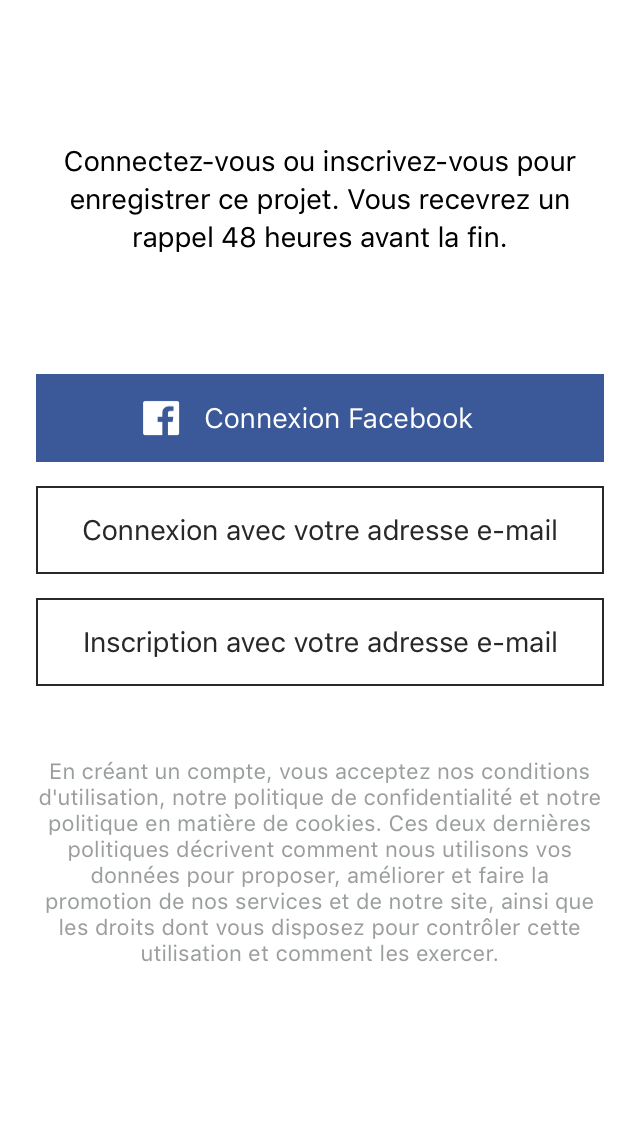 Connectez-vous ou inscrivez-vous pour
enregistrer ce projet. Vous recevrez un
rappel 48 heures avant la fin.
Connexion Facebook
Connexion avec votre adresse e-mail
Inscription avec votre adresse e-mail
En créant un compte, vous acceptez nos conditions
d'utilisation, notre politique de confidentialité et notre
politique en matière de cookies. Ces deux dernières
politiques décrivent comment nous utilisons vos
données pour proposer, améliorer et faire la
promotion de nos services et de notre site, ainsi que
les droits dont vous disposez pour contrôler cette
utilisation et comment les exercer.